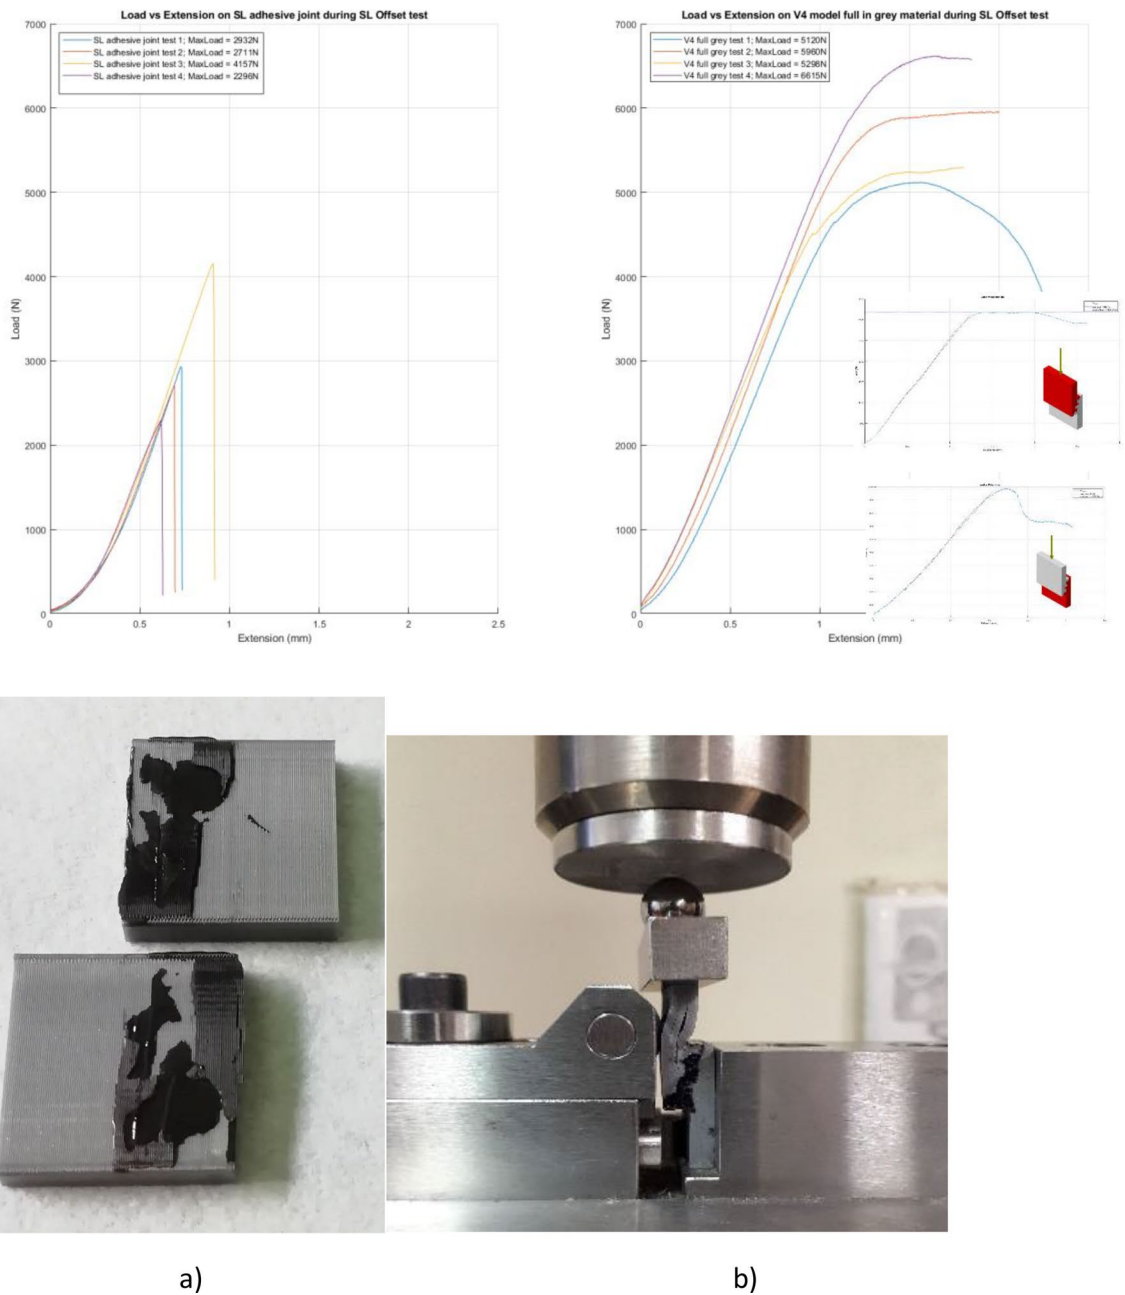 Load vs Extension on SL adhesive joint during SL Offset test
SL adhesive joint test 1; MaxLoad = 2932N
SL adhesive joint test 2; MaxLoad = 2711N
SL adhesive joint test 3; MaxLoad = 4157N
SL adhesive joint test 4; MaxLoad = 2296N
7000
6000
5000
4000
3000
2000
1000
0
Load (N)
0 0.5 1 1.5 2 2.5
Extension (mm)
Load vs Extension on V4 model full in grey material during SL Offset test
V4 full grey test 1; MaxLoad = 5120N
V4 full grey test 2; MaxLoad = 5960N
V4 full grey test 3; MaxLoad = 5298N
V4 full grey test 4; MaxLoad = 6615N
7000
6000
5000
4000
3000
2000
1000
0
Load (N)
0 0.5 1
Extension (mm)
a) b)